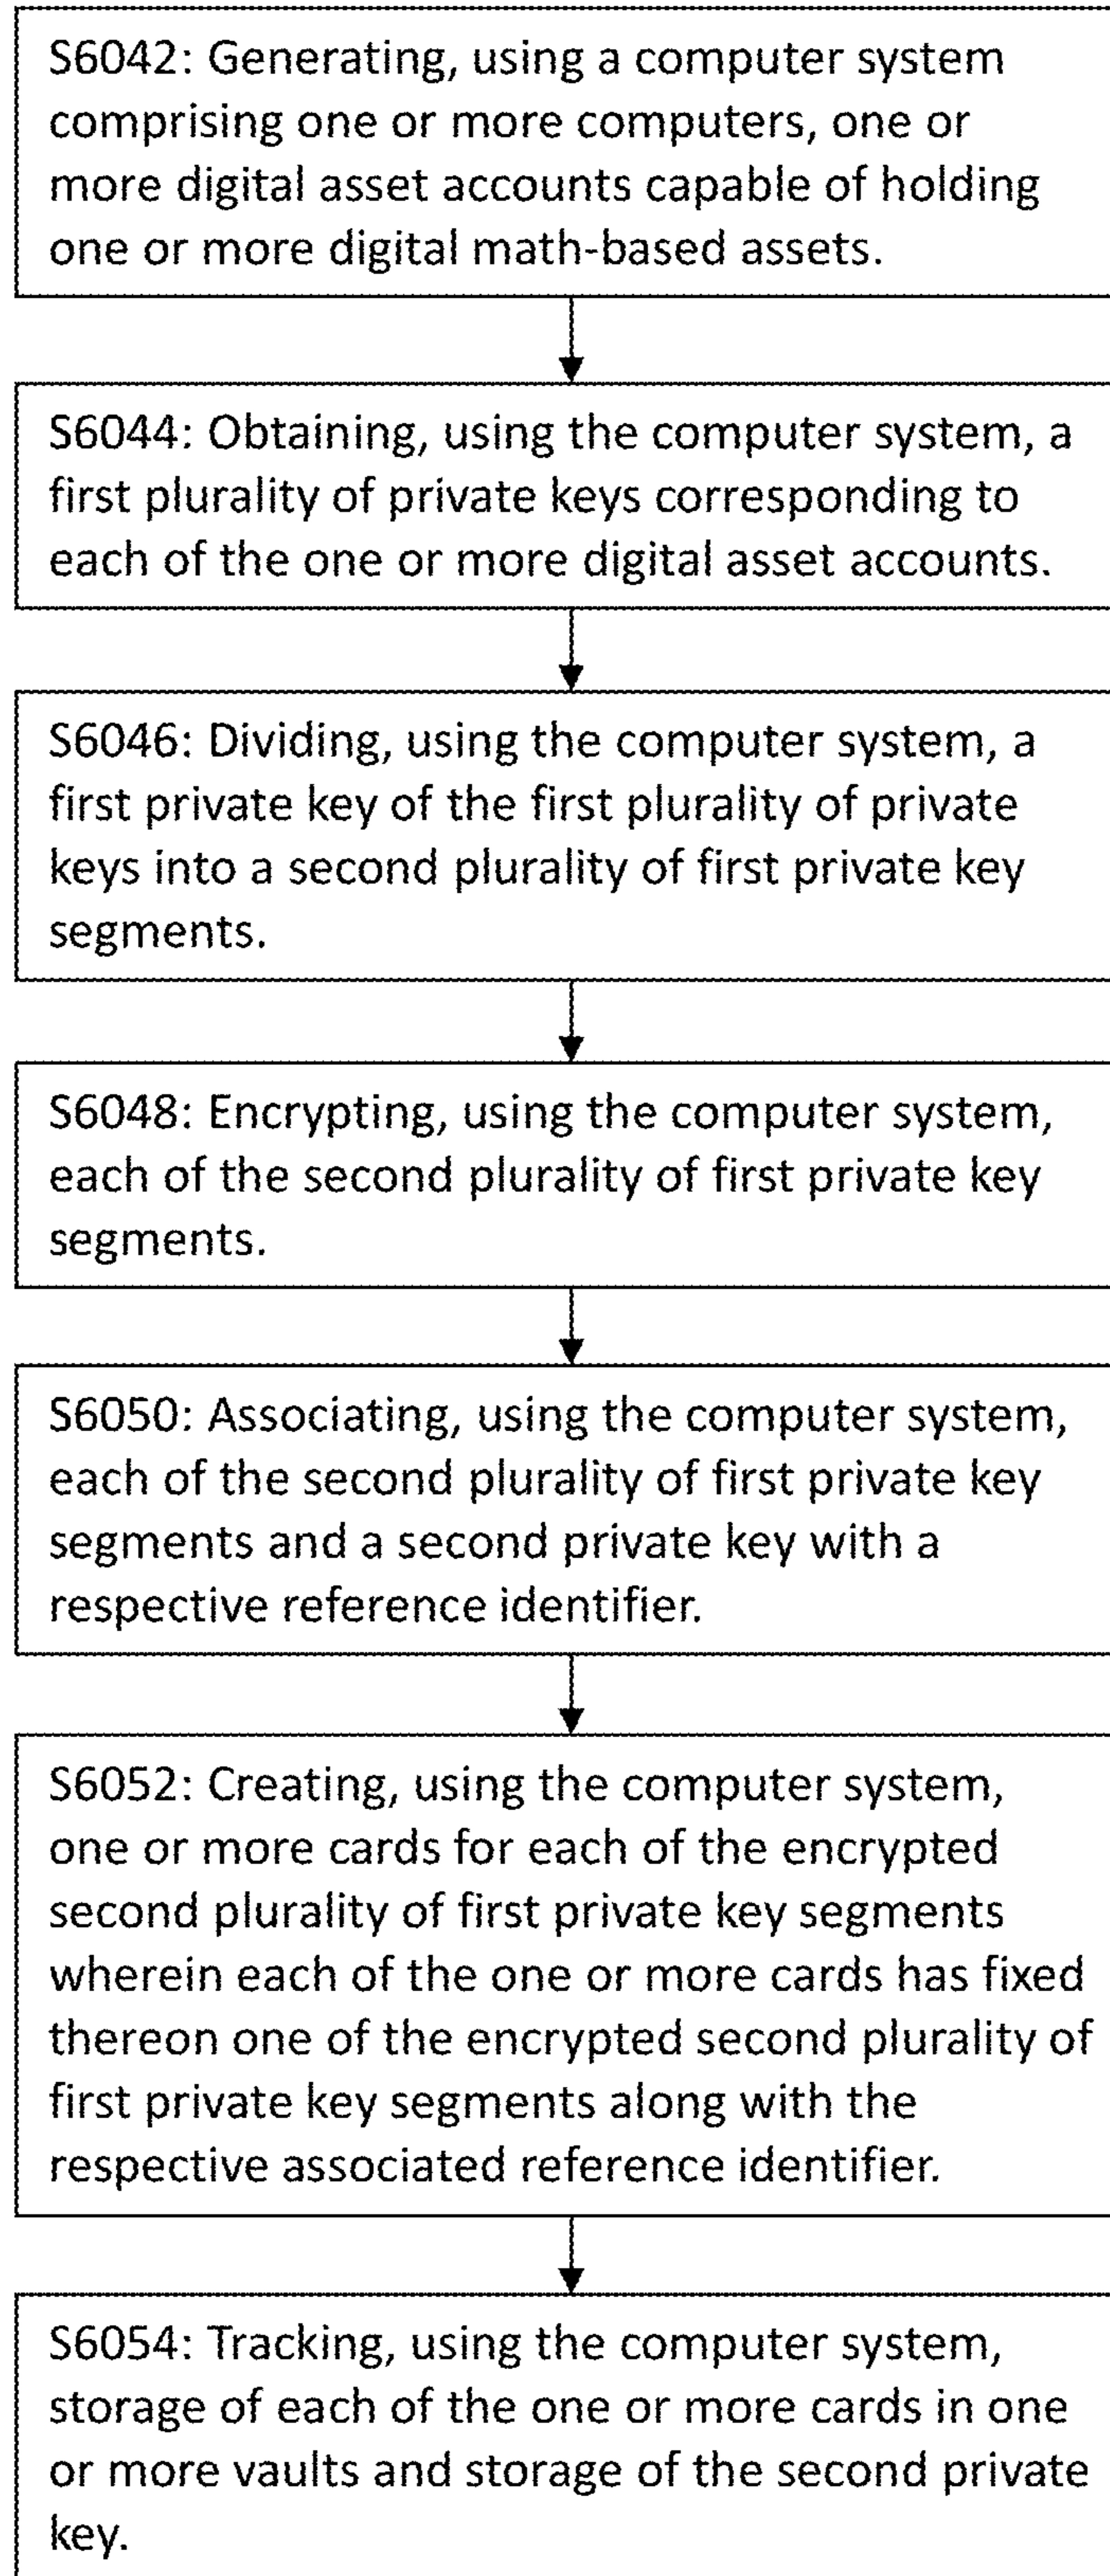 S6042: Generating, using a computer system
comprising one or more computers, one or
more digital asset accounts capable of holding
one or more digital math-based assets.
S6044: Obtaining, using the computer system, a
first plurality of private keys corresponding to
each of the one or more digital asset accounts.
S6046: Dividing, using the computer system, a
first private key of the first plurality of private
keys into a second plurality of first private key
segments.
S6048: Encrypting, using the computer system,
each of the second plurality of first private key
segments.
S6050: Associating, using the computer system,
each of the second plurality of first private key
segments and a second private key with a
respective reference identifier.
S6052: Creating, using the computer system,
one or more cards for each of the encrypted
second plurality of first private key segments
wherein each of the one or more cards has fixed
thereon one of the encrypted second plurality of
first private key segments along with the
respective associated reference identifier.
S6054: Tracking, using the computer system,
storage of each of the one or more cards in one
or more vaults and storage of the second private
key.